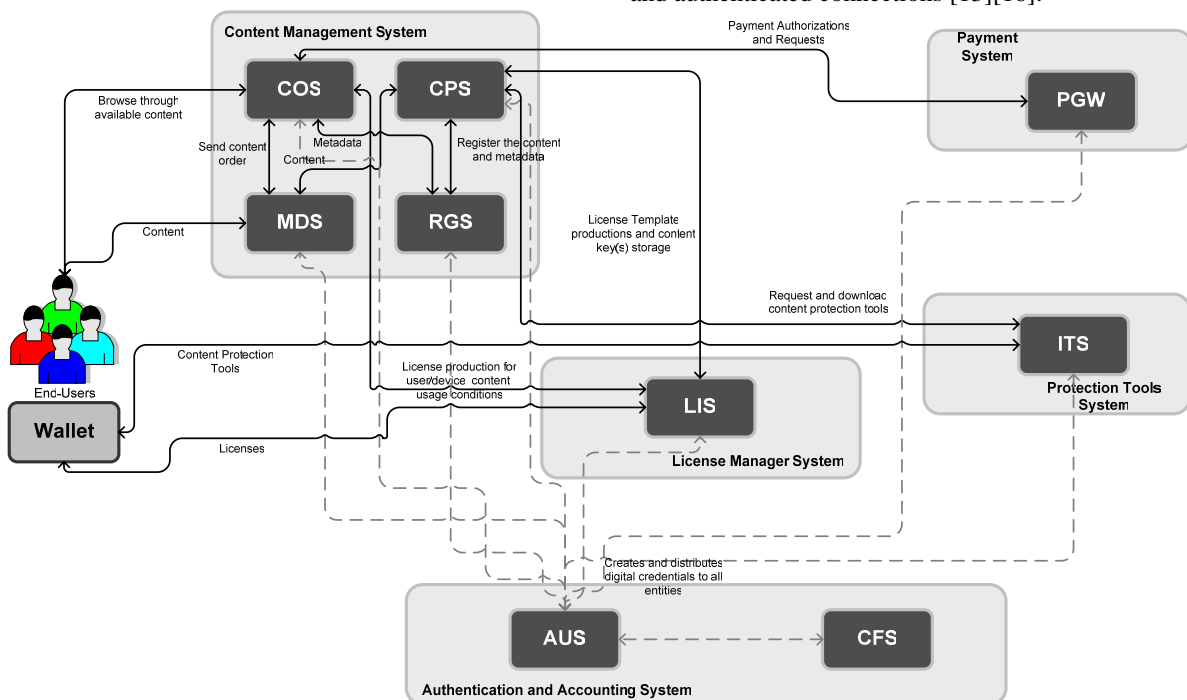 and authenticated connections [15][16].
Content Management System
Payment Authorizations
and Requests
Payment
System
COS
CPS
PGW
Browse through
available content
Metadata
Send content
order
Content
Register the content
and metadata
MDS
RGS
Content
License Template
productions and content
key(s) storage
Request and download
content protection tools
ITS
Content Protection
Tools
Protection Tools
System
End-Users
License production for
user/device content
usage conditions
LIS
Wallet
Licenses
License Manager System
Creates and distributes
digital credentials to all
entities
AUS
CFS
Authentication and Accounting System